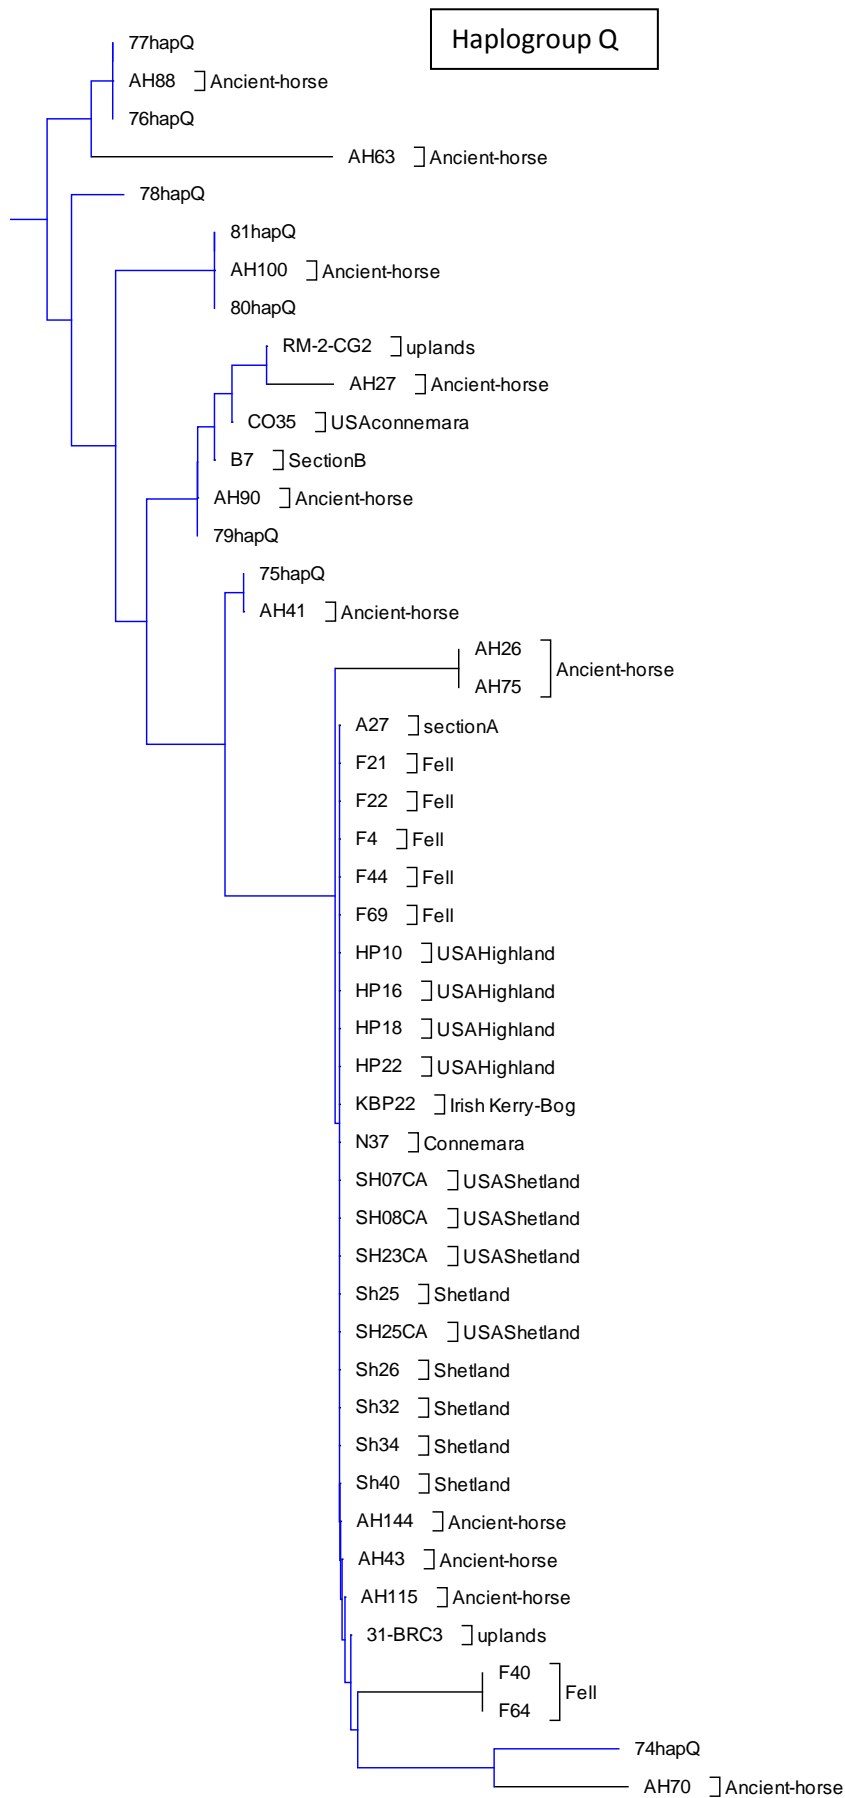 Haplogroup Q
77hapQ
AH88 Ancient-horse
76hapQ
AH63 Ancient-horse
78hapQ
81hapQ
AH100 Ancient-horse
80hapQ
RM-2-CG2 uplands
AH27 Ancient-horse
CO35 USAconnemara
B7 SectionB
AH90 Ancient-horse
79hapQ
75hapQ
AH41 Ancient-horse
AH26
Ancient-horse
AH75
A27 sectionA
F21 Fell
F22 Fell
F4 Fell
F44 Fell
F69 Fell
HP10 USAHighland
HP16 USAHighland
HP18 USAHighland
HP22 USAHighland
KBP22 Irish Kerry-Bog
N37 Connemara
SH07CA USAShetland
SH08CA USAShetland
SH23CA USAShetland
Sh25 Shetland
SH25CA USAShetland
Sh26 Shetland
Sh32 Shetland
Sh34 Shetland
Sh40 Shetland
AH144 Ancient-horse
AH43 Ancient-horse
AH115 Ancient-horse
31-BRC3 uplands
F40
Fell
F64
74hapQ
AH70 Ancient-horse